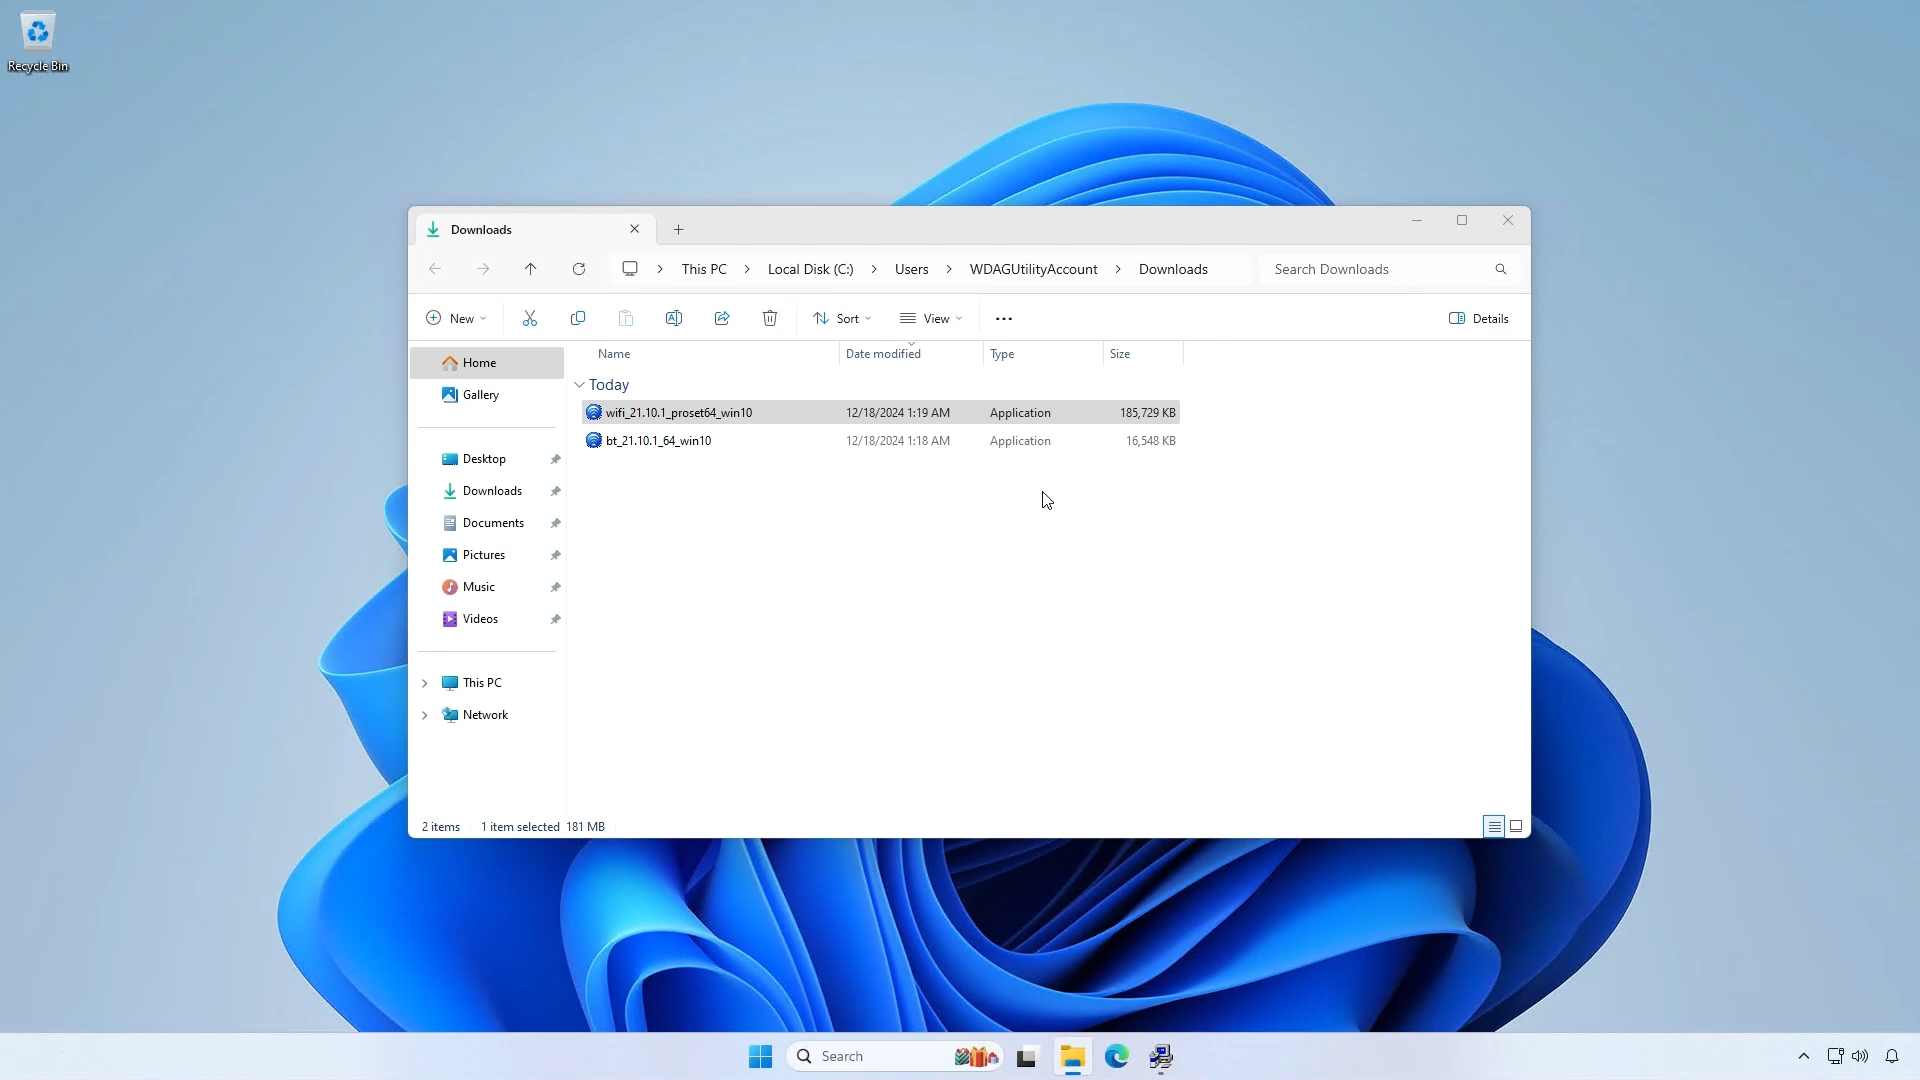 Recycle Bin
Downloads
This PC
Local Disk (C:)
Users
WDAGUtilityAccount
Downloads
Search Downloads
New
Sort
View
Details
Name
Date modified
Type
Size
Home
Gallery
Desktop
Downloads
Documents
Pictures
Music
Videos
This PC
Network
Today
wifi_21.10.1_proset64_win10 12/18/2024 1:19 AM Application 185,729 KB
bt_21.10.1_64_win10 12/18/2024 1:18 AM Application 16,548 KB
2 items 1 item selected 181 MB
Search